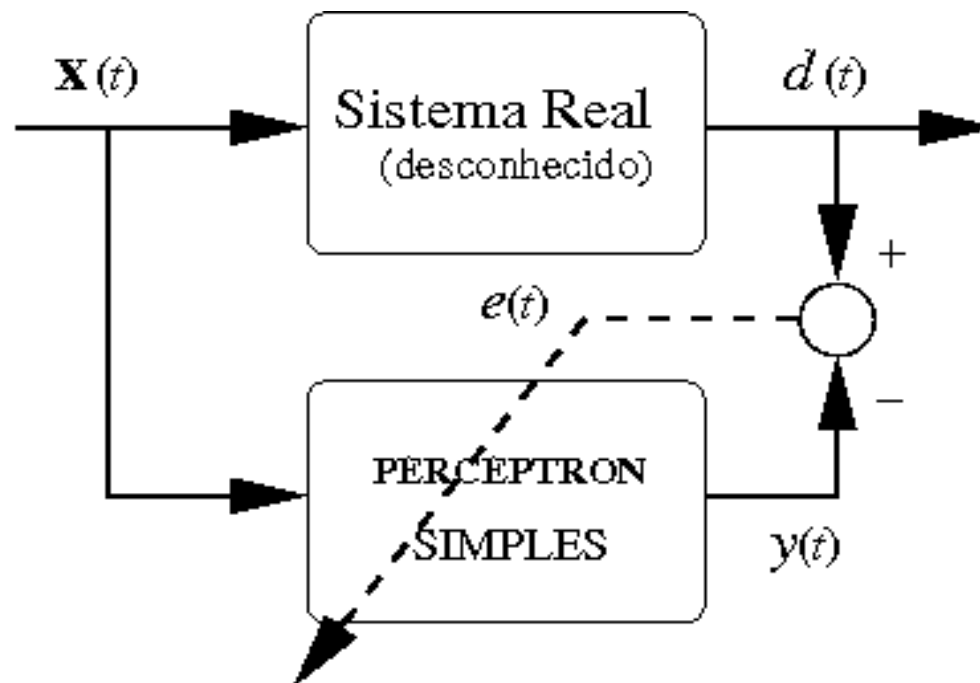 X(t)
d(t)
Sistema Real
(desconhecido)
+
e(t)
−
PERCEPTRON
SIMPLES
y(t)